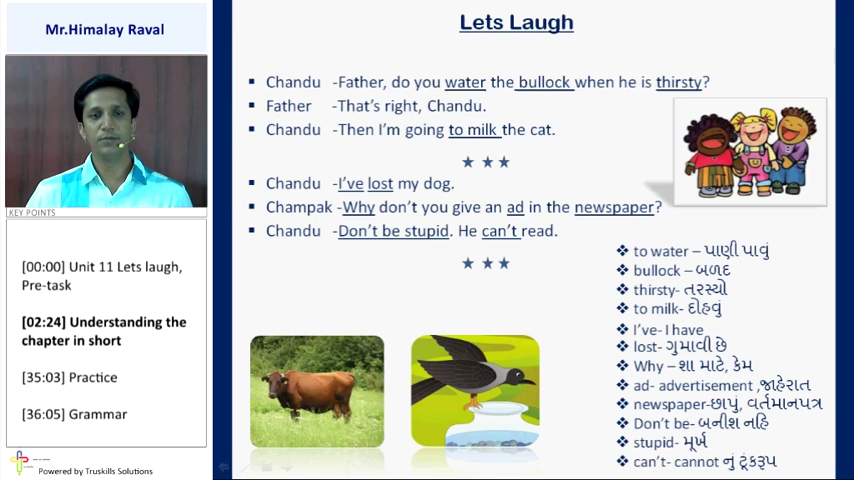 Mr.Himalay Raval
KEY POINTS
[00:00] Unit 11 Lets laugh,
Pre-task
[02:24] Understanding the
chapter in short
[35:03] Practice
[36:05] Grammar
Powered by Truskills Solutions
Lets Laugh
▪ Chandu -Father, do you water the bullock when he is thirsty?
▪ Father -That's right, Chandu.
▪ Chandu -Then I'm going to milk the cat.
★ ★ ★
▪ Chandu -I've lost my dog.
▪ Champak -Why don't you give an ad in the newspaper?
▪ Chandu -Don't be stupid. He can't read.
★ ★ ★
❖ to water – પાણી પાવું
❖ bullock – બળદ
❖ thirsty- તરસ્યો
❖ to milk- દોહવું
❖ I've- I have
❖ lost- ગુમાવી છે
❖ Why – શા માટે, કેમ
❖ ad- advertisement ,જાહેરાત
❖ newspaper-છાપું, વર્તમાનપત્ર
❖ Don't be- બનીશ નહિ
❖ stupid- મૂર્ખ
❖ can't- cannot નું ટૂંકરૂપ